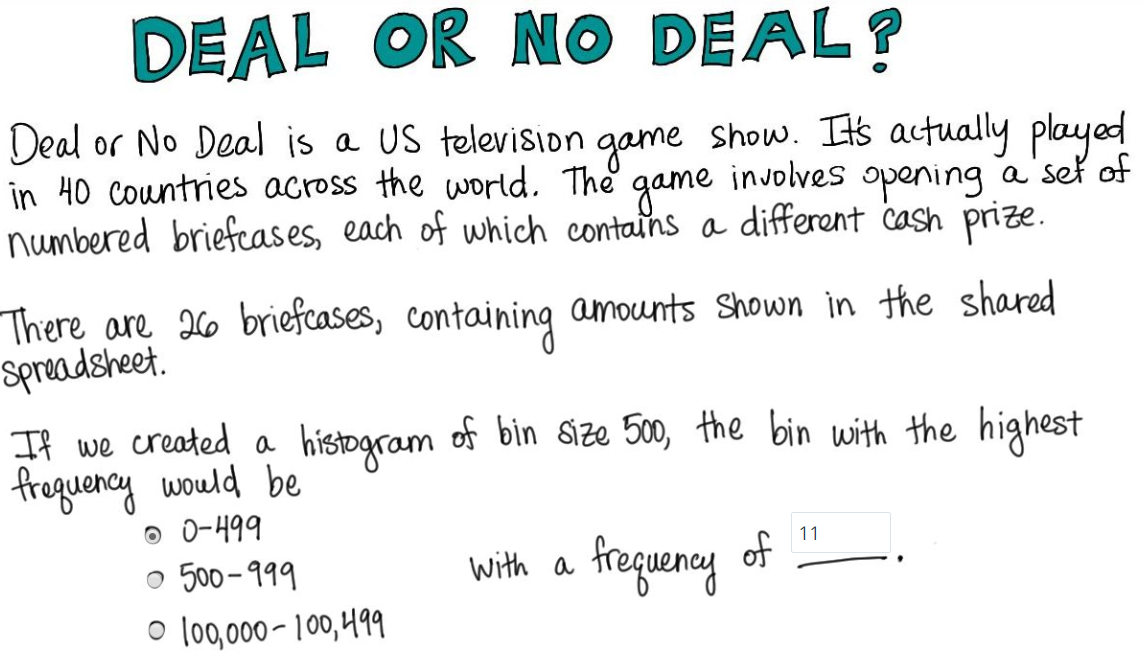 DEAL OR NO DEAL?
Deal or No Deal is a US television game show. It's actually played
in 40 countries across the world. The game involves opening a set of
numbered briefcases, each of which contains a different cash prize.
There are 26 briefcases, containing amounts shown in the shared
spreadsheet.
If we created a histogram of bin size 500, the bin with the highest
frequency would be
0-499
500-999
100,000-100,499
with a frequency of 11.